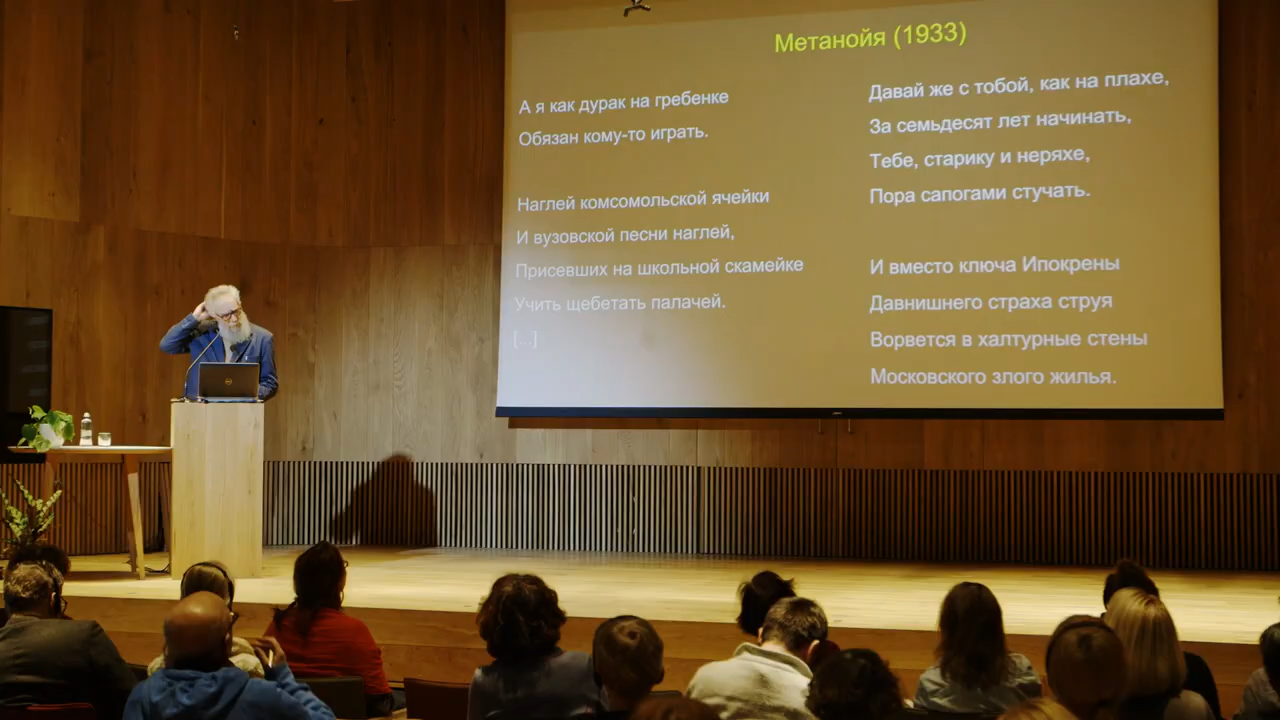 Метанойя (1933)
А я как дурак на гребенке
Обязан кому-то играть.
Наглей комсомольской ячейки
И вузовской песни наглей,
Присевших на школьной скамейке
Учить щебетать палачей.
[...]
Давай же с тобой, как на плахе,
За семьдесят лет начинать,
Тебе, старику и неряхе,
Пора сапогами стучать.
И вместо ключа Ипокрены
Давнишнего страха струя
Ворвется в халтурные стены
Московского злого жилья.